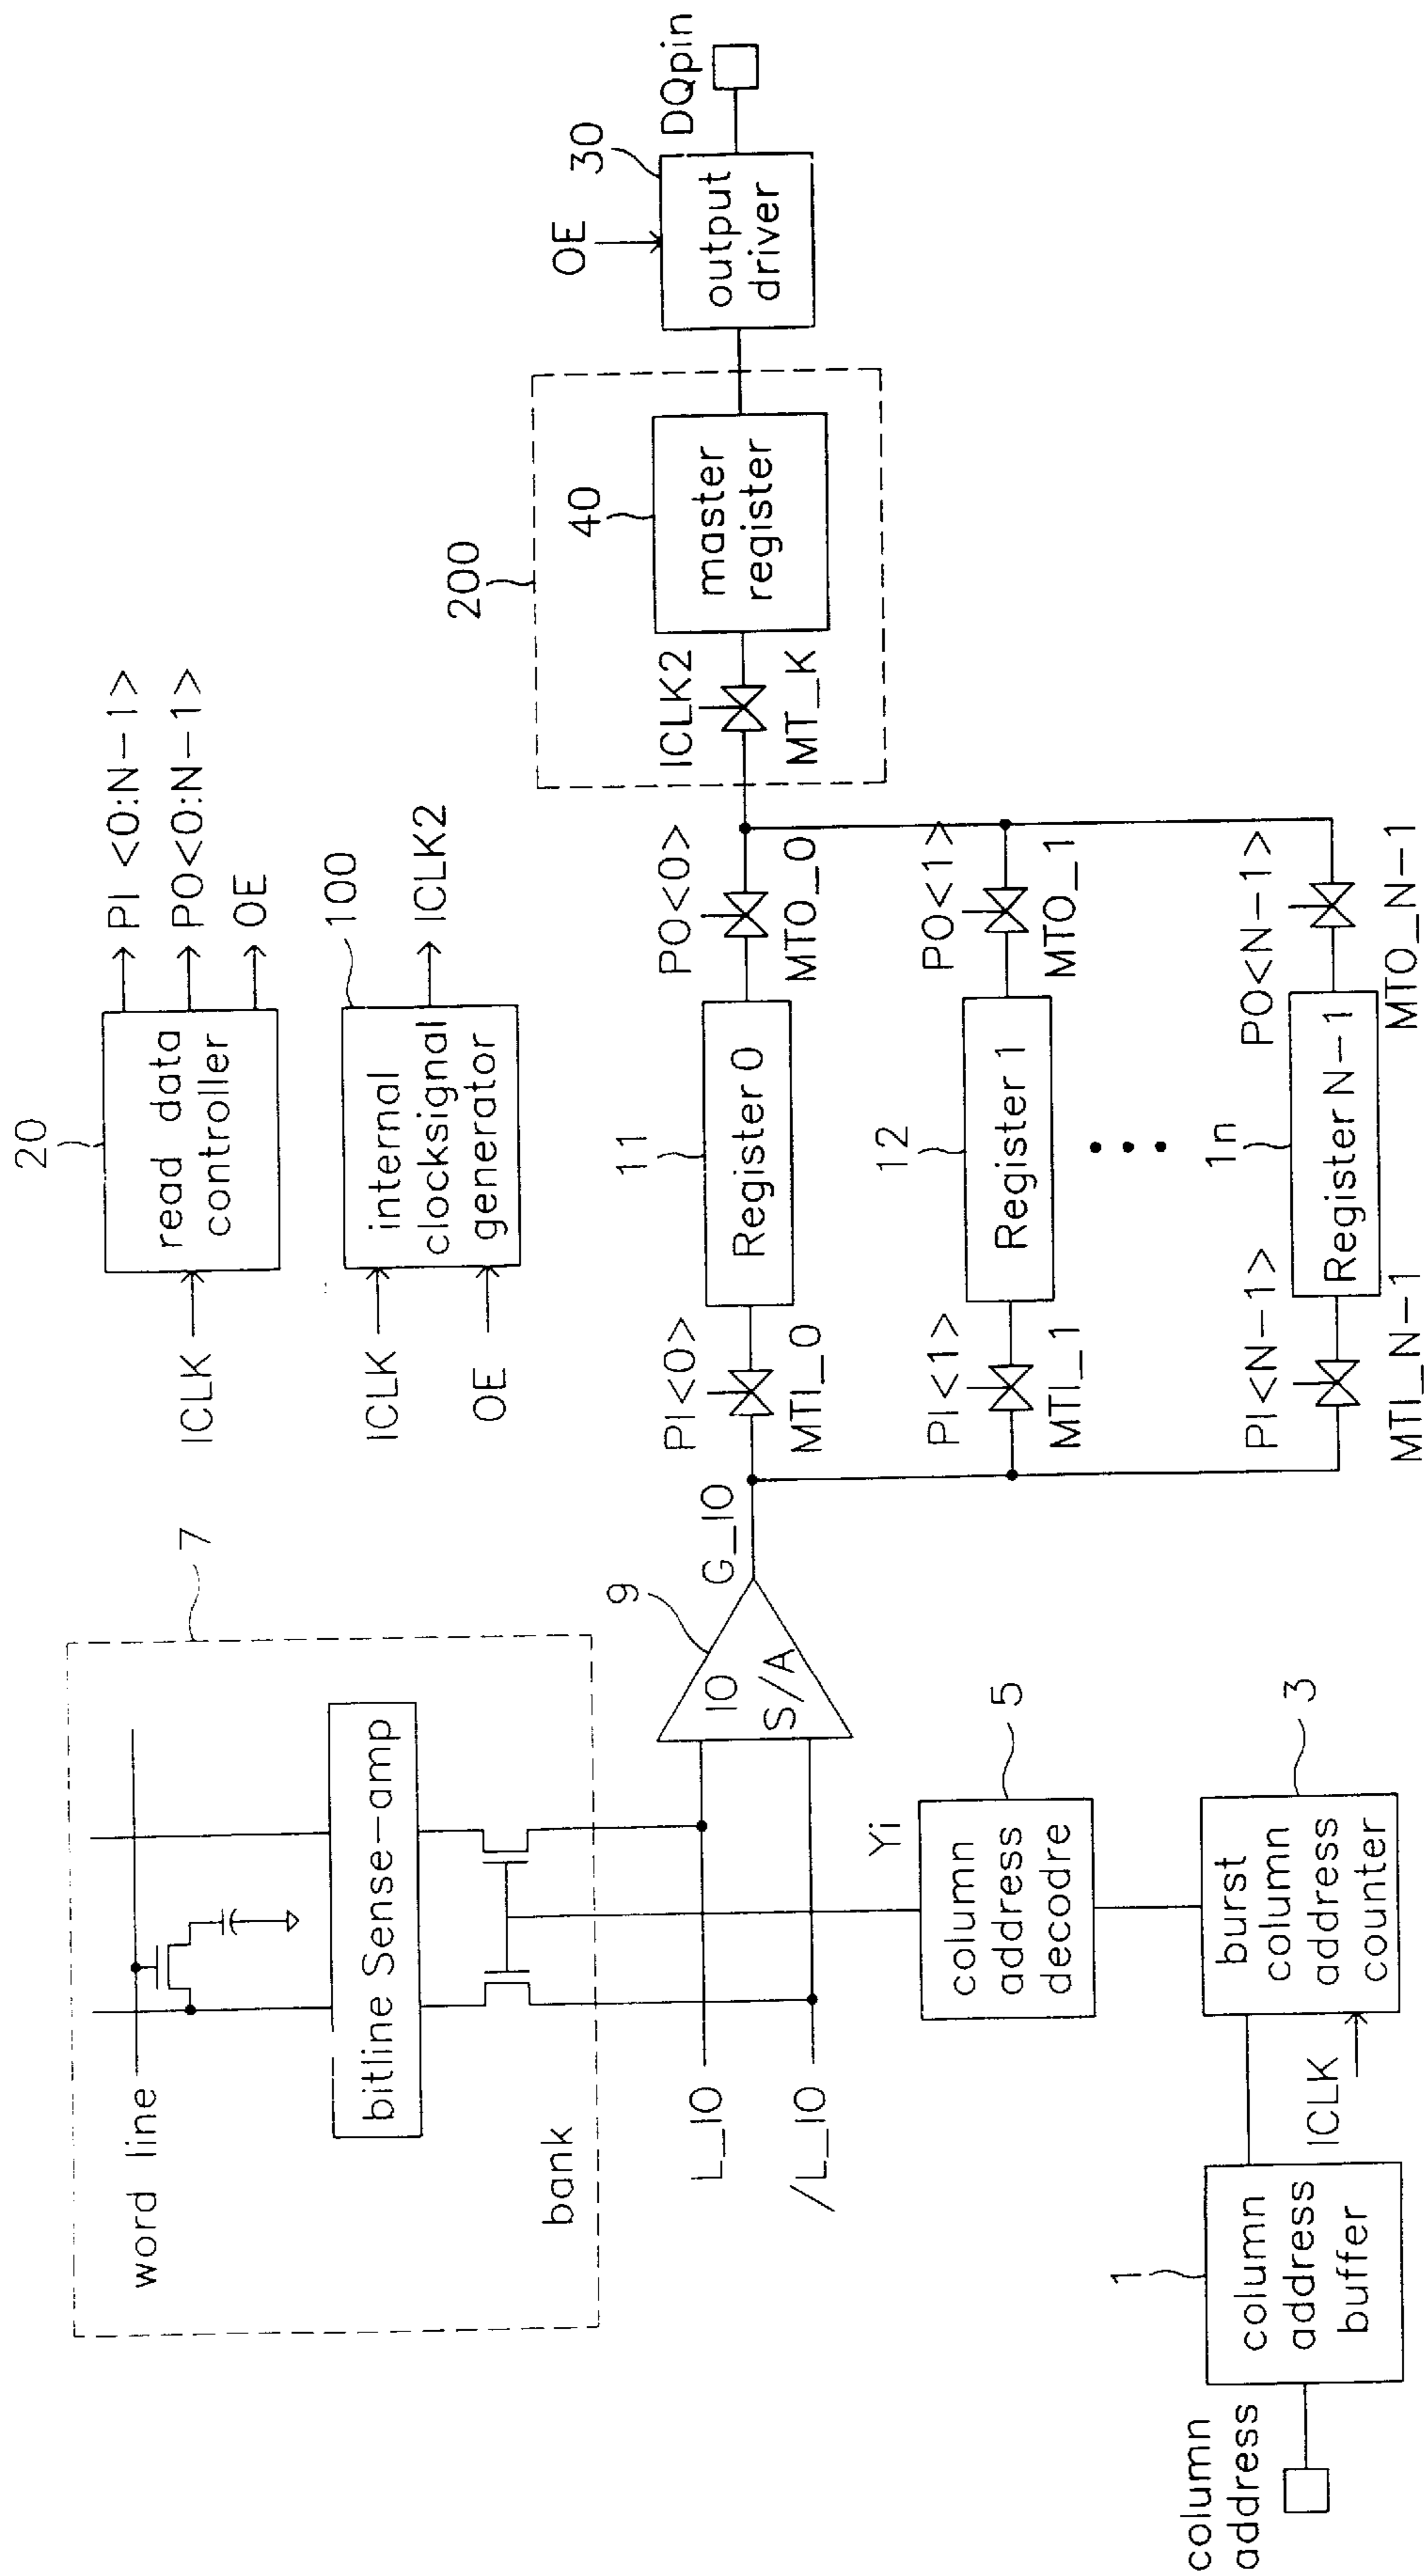 7
word line
bitline Sense-amp
bank
20
read data
controller
ICLK
PI<0:N-1>
PO<0:N-1>
OE
100
internal
clocksignal
generator
ICLK
OE
ICLK2
L_IO
/L_IO
9
IO
S/A
G_IO
PI<0>
MTI_0
11
Register 0
PO<0>
MTO_0
PI<1>
MTI_1
12
Register 1
PO<1>
MTO_1
PI<N-1>
MTI_N-1
1n
Register N-1
PO<N-1>
MTO_N-1
200
ICLK2
MT_K
40
master
register
30
OE
output
driver
DQpin
Yi
5
column
address
decodre
3
burst
column
address
counter
ICLK
1
column
address
buffer
column
address